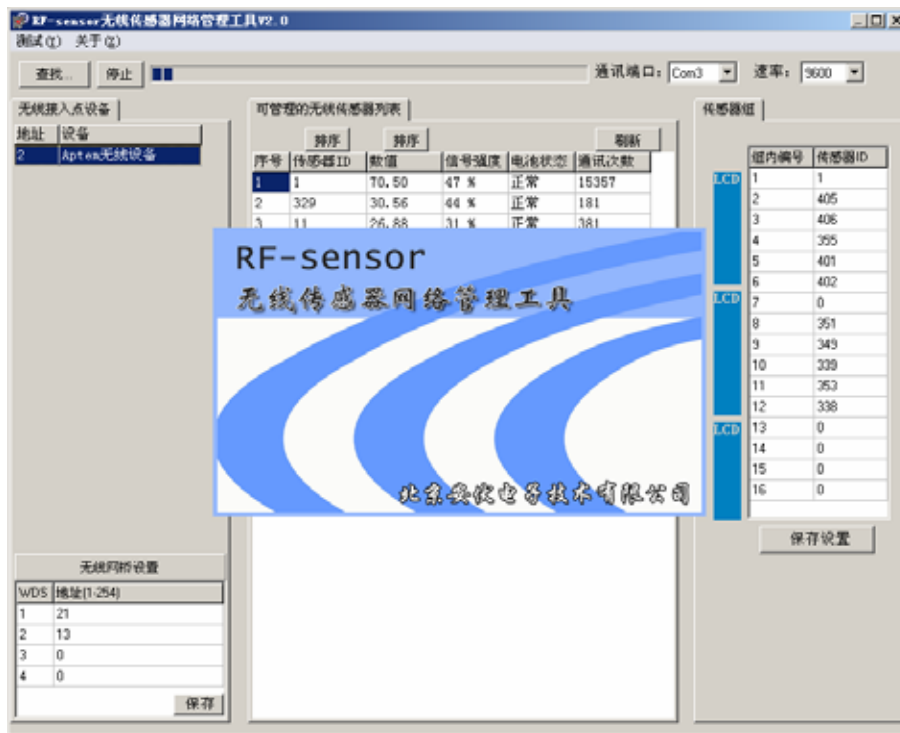 RF-sensor无线传感器网络管理工具V2.0
测试(T) 关于(Z)
查找... 停止 通讯端口: Com3 速率: 9600
无线接入点设备
地址 设备
2 Aptem无线设备
可管理的无线传感器列表
排序 排序 刷新
序号 传感器ID 数值 信号强度 电池状态 通讯次数
1 1 70.50 47 % 正常 15357
2 329 30.56 44 % 正常 181
3 11 26.88 31 % 正常 381
RF-sensor
无线传感器网络管理工具
北京安伏电子技术有限公司
传感器组
组内编号 传感器ID
LCD
1 1
2 405
3 406
4 355
5 401
6 402
LCD
7 0
8 351
9 349
10 339
11 353
12 338
LCD
13 0
14 0
15 0
16 0
保存设置
无线网桥设置
WDS 地址(1-254)
1 21
2 13
3 0
4 0
保存